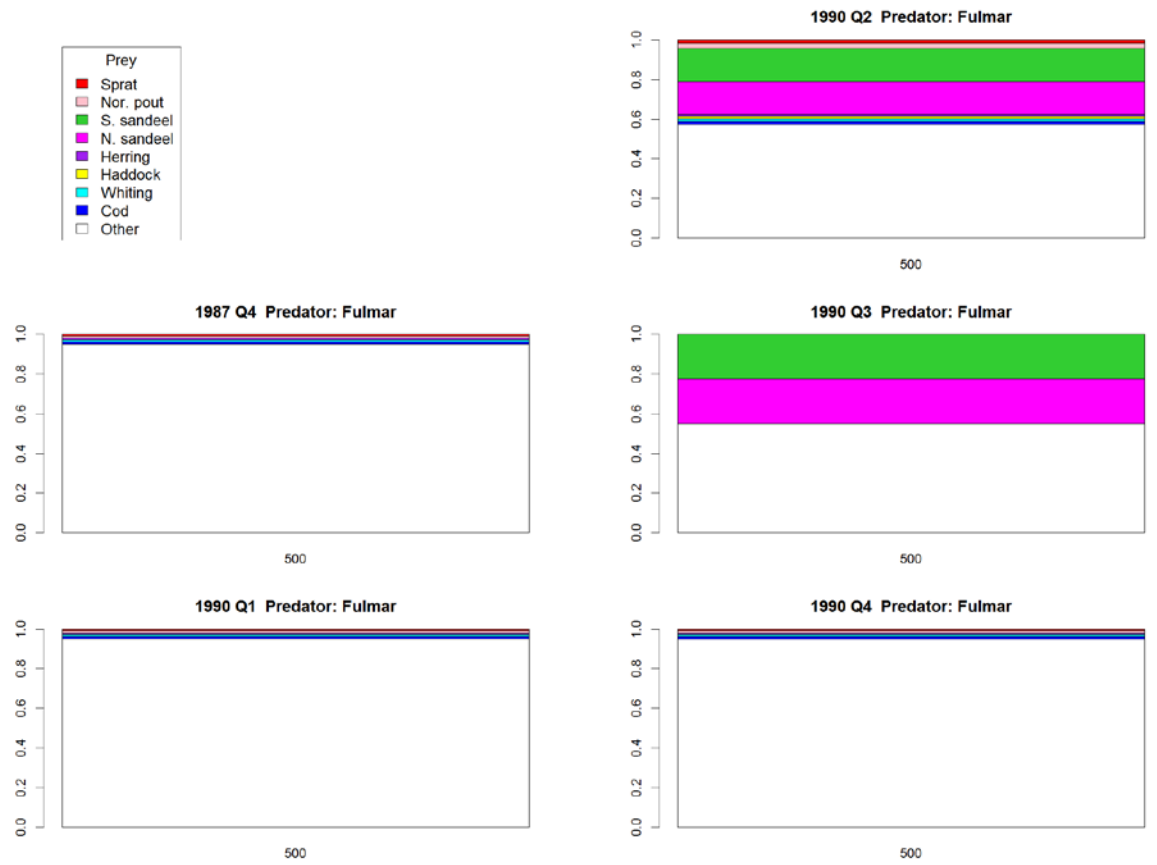 Prey
Sprat
Nor. pout
S. sandeel
N. sandeel
Herring
Haddock
Whiting
Cod
Other
1990 Q2 Predator: Fulmar
1.0
0.8
0.6
0.4
0.2
0.0
500
1987 Q4 Predator: Fulmar
1.0
0.8
0.6
0.4
0.2
0.0
500
1990 Q3 Predator: Fulmar
1.0
0.8
0.6
0.4
0.2
0.0
500
1990 Q1 Predator: Fulmar
1.0
0.8
0.6
0.4
0.2
0.0
500
1990 Q4 Predator: Fulmar
1.0
0.8
0.6
0.4
0.2
0.0
500